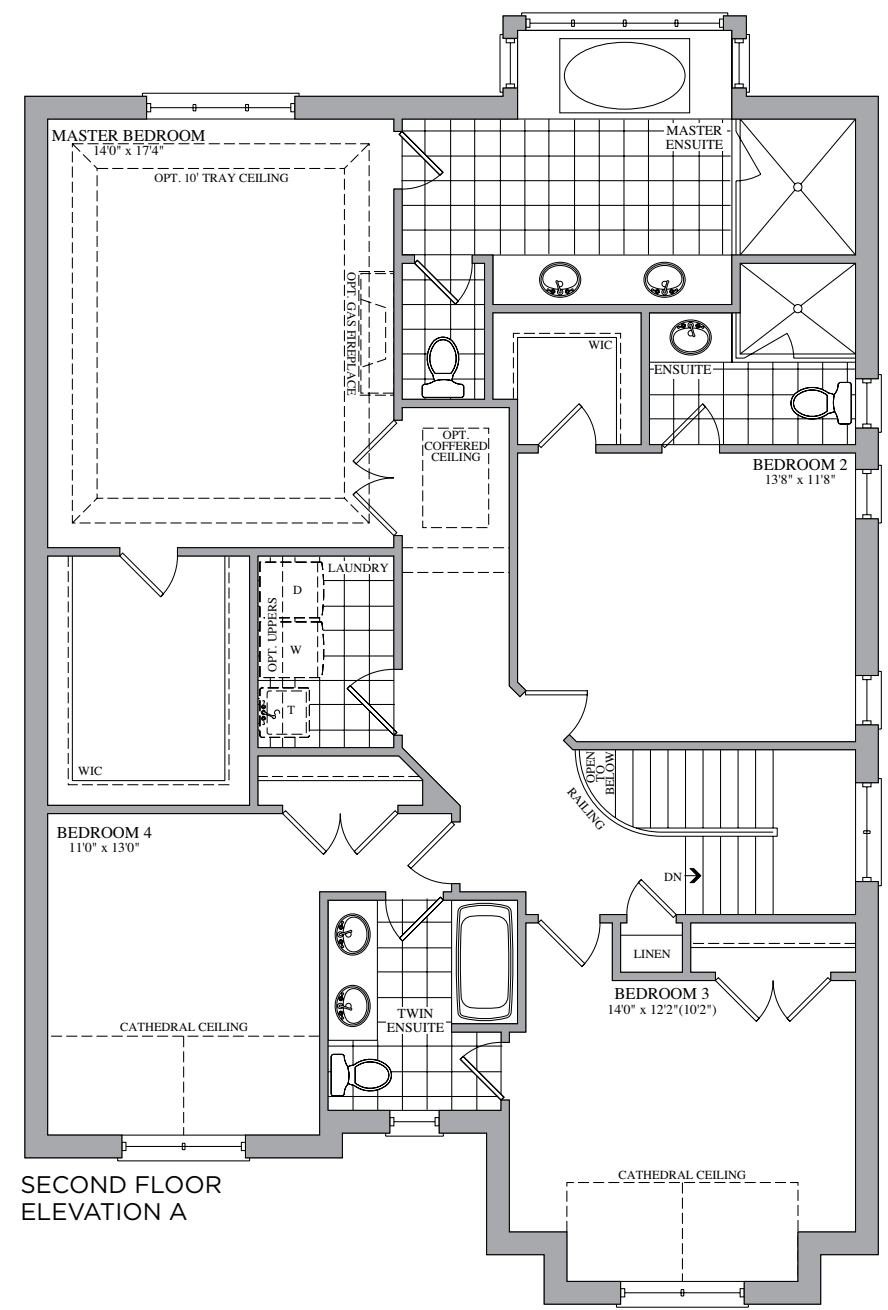 MASTER BEDROOM
14'0" x 17'4"
OPT. 10' TRAY CEILING
MASTER
ENSUITE
OPT. GAS FIREPLACE
WIC
ENSUITE
OPT.
COFFERED
CEILING
BEDROOM 2
13'8" x 11'8"
LAUNDRY
D
W
T
OPT. UPPERS
WIC
OPEN
TO
BELOW
RAILING
DN
BEDROOM 4
11'0" x 13'0"
LINEN
TWIN
ENSUITE
BEDROOM 3
14'0" x 12'2"(10'2")
CATHEDRAL CEILING
CATHEDRAL CEILING
SECOND FLOOR
ELEVATION A